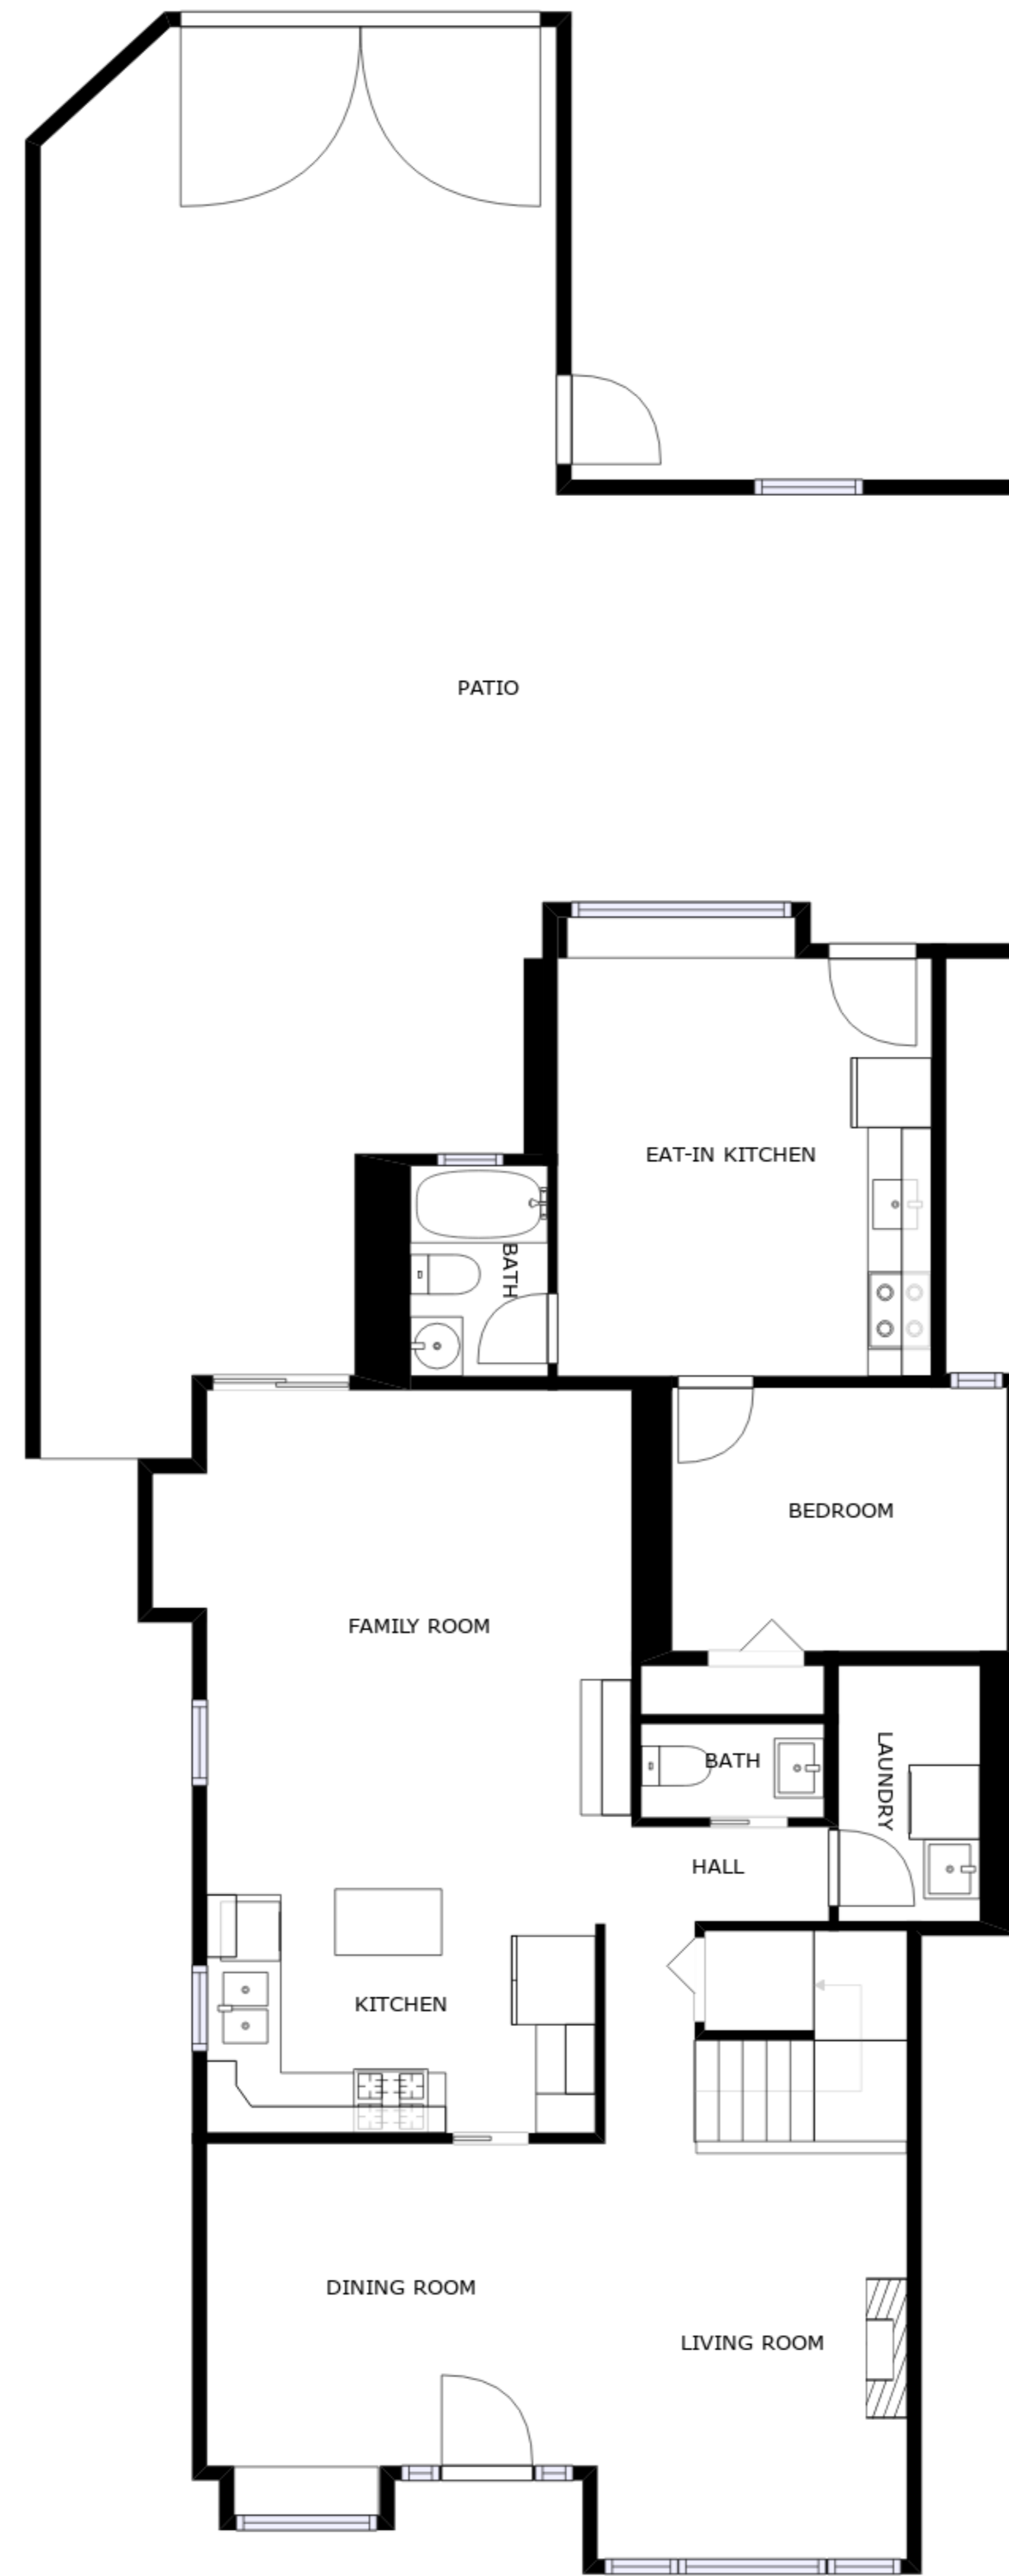 PATIO
EAT-IN KITCHEN
BATH
BEDROOM
FAMILY ROOM
BATH
LAUNDRY
HALL
KITCHEN
DINING ROOM
LIVING ROOM